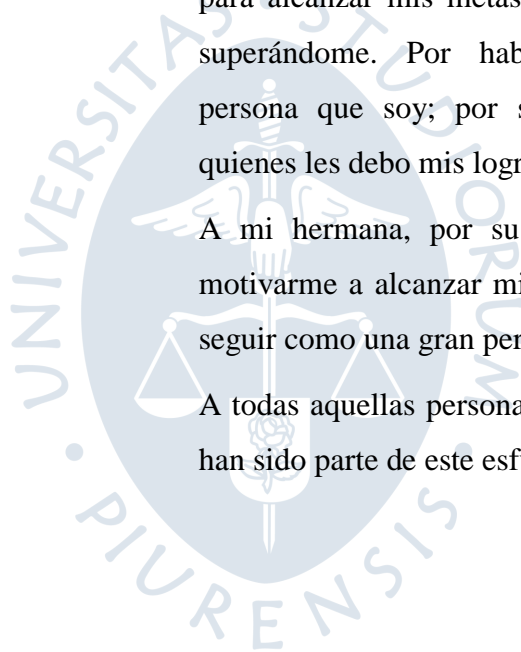 para alcanzar mis metas
superándome. Por hab
persona que soy; por s
quienes les debo mis logr
A mi hermana, por su
motivarme a alcanzar mi
seguir como una gran per
A todas aquellas persona
han sido parte de este esf
UNIVERSITAS • STUDIORUM • PIURENSIS